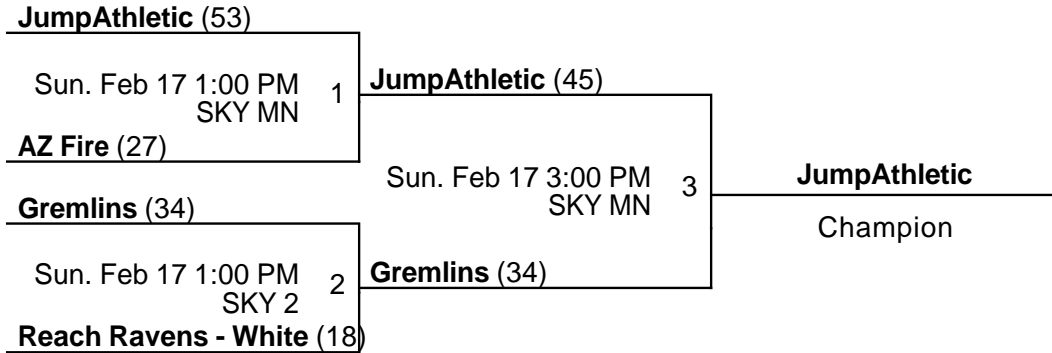 JumpAthletic (53)
Sun. Feb 17 1:00 PM
SKY MN
1
AZ Fire (27)
Gremlins (34)
Sun. Feb 17 1:00 PM
SKY 2
2
Reach Ravens - White (18)
JumpAthletic (45)
Sun. Feb 17 3:00 PM
SKY MN
3
Gremlins (34)
JumpAthletic
Champion